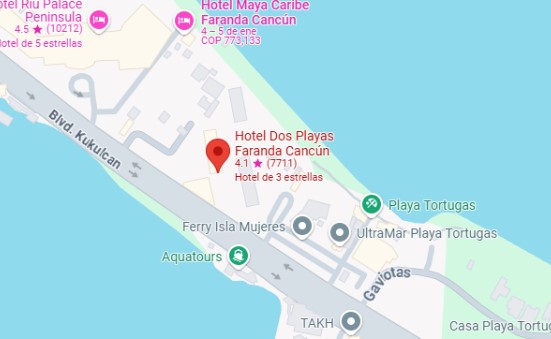 Hotel Maya Caribe
Faranda Cancún
4 – 5 de ene
COP 773,133
otel Riu Palace
Peninsula
4.5 ★ (10212)
Hotel de 5 estrellas
Blvd. Kukulcan
Hotel Dos Playas
Faranda Cancún
4.1 ★ (7711)
Hotel de 3 estrellas
Playa Tortugas
Ferry Isla Mujeres
UltraMar Playa Tortugas
Aquatours
Gaviotas
TAKH
Casa Playa Tortug